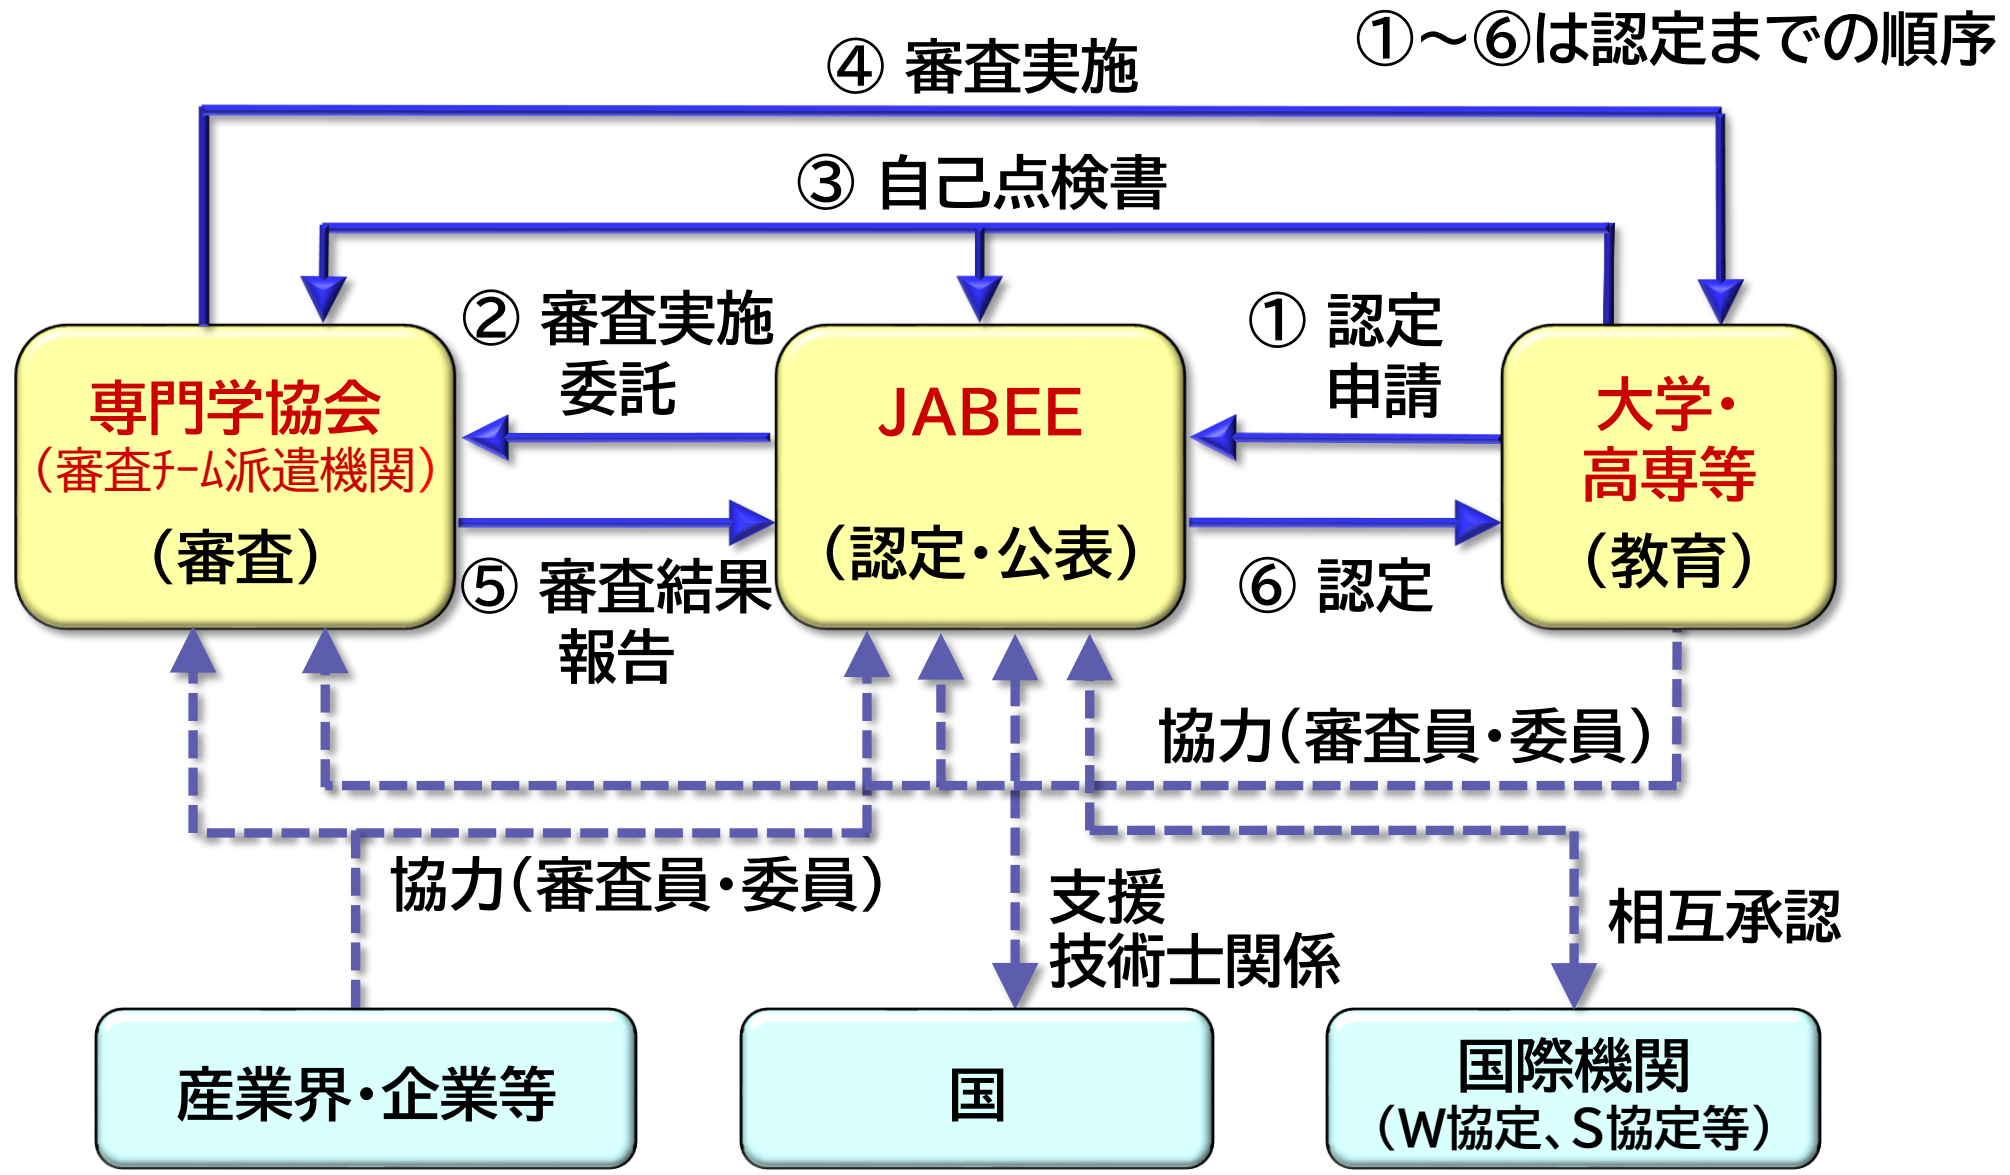 ①～⑥は認定までの順序
④ 審査実施
③ 自己点検書
② 審査実施
委託
① 認定
申請
専門学協会
（審査ﾁｰﾑ派遣機関）
（審査）
JABEE
（認定・公表）
大学・
高専等
（教育）
⑤ 審査結果
報告
⑥ 認定
協力（審査員・委員）
協力（審査員・委員）
支援
技術士関係
相互承認
産業界・企業等
国
国際機関
（W協定、S協定等）